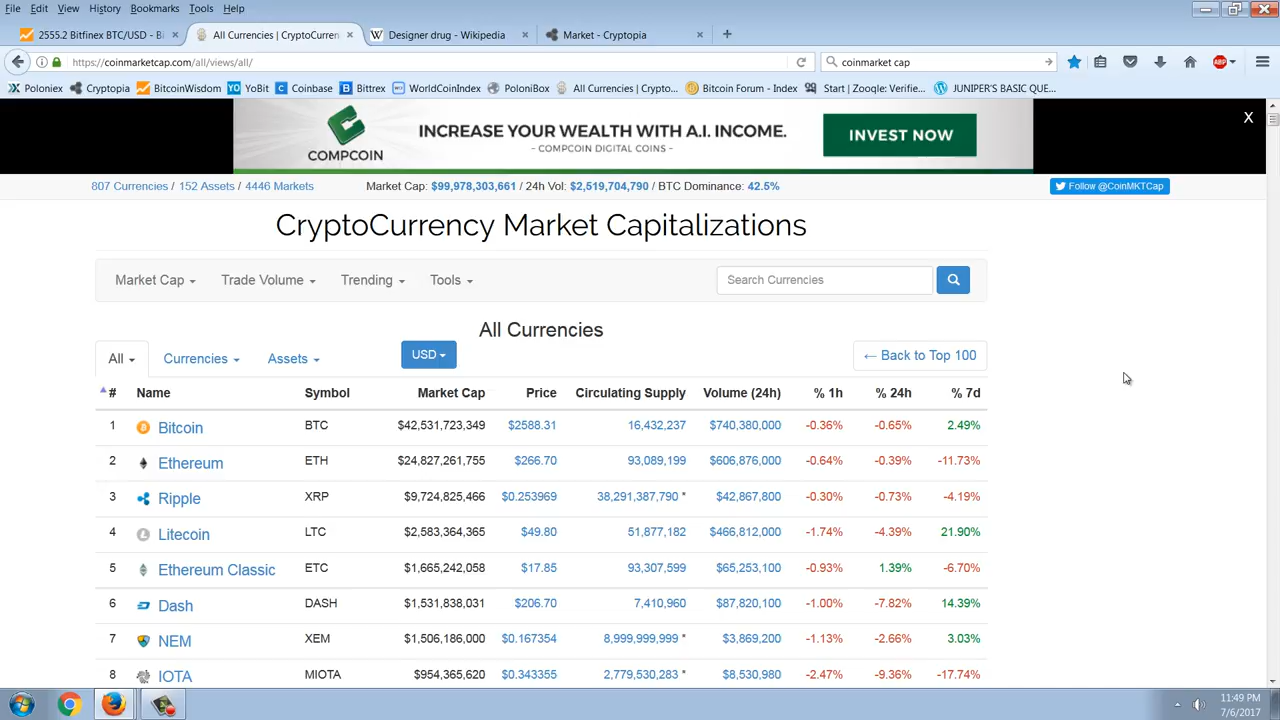 File Edit View History Bookmarks Tools Help
2555.2 Bitfinex BTC/USD - Bi × All Currencies | CryptoCurren × W Designer drug - Wikipedia × Market - Cryptopia × +
https://coinmarketcap.com/all/views/all/ coinmarket cap ABP
Poloniex Cryptopia BitcoinWisdom YO YoBit Coinbase Bittrex WorldCoinIndex PoloniBox All Currencies | Crypto... Bitcoin Forum - Index Start | Zooqle: Verifie... JUNIPER'S BASIC QUE...
COMPCOIN
INCREASE YOUR WEALTH WITH A.I. INCOME.
- COMPCOIN DIGITAL COINS -
INVEST NOW
X
807 Currencies / 152 Assets / 4446 Markets Market Cap: $99,978,303,661 / 24h Vol: $2,519,704,790 / BTC Dominance: 42.5% Follow @CoinMKTCap
CryptoCurrency Market Capitalizations
Market Cap Trade Volume Trending Tools Search Currencies
All Currencies
All Currencies Assets USD ← Back to Top 100
# Name Symbol Market Cap Price Circulating Supply Volume (24h) % 1h % 24h % 7d
1 Bitcoin BTC $42,531,723,349 $2588.31 16,432,237 $740,380,000 -0.36% -0.65% 2.49%
2 Ethereum ETH $24,827,261,755 $266.70 93,089,199 $606,876,000 -0.64% -0.39% -11.73%
3 Ripple XRP $9,724,825,466 $0.253969 38,291,387,790 * $42,867,800 -0.30% -0.73% -4.19%
4 Litecoin LTC $2,583,364,365 $49.80 51,877,182 $466,812,000 -1.74% -4.39% 21.90%
5 Ethereum Classic ETC $1,665,242,058 $17.85 93,307,599 $65,253,100 -0.93% 1.39% -6.70%
6 Dash DASH $1,531,838,031 $206.70 7,410,960 $87,820,100 -1.00% -7.82% 14.39%
7 NEM XEM $1,506,186,000 $0.167354 8,999,999,999 * $3,869,200 -1.13% -2.66% 3.03%
8 IOTA MIOTA $954,365,620 $0.343355 2,779,530,283 * $8,530,980 -2.47% -9.36% -17.74%
11:49 PM
7/6/2017